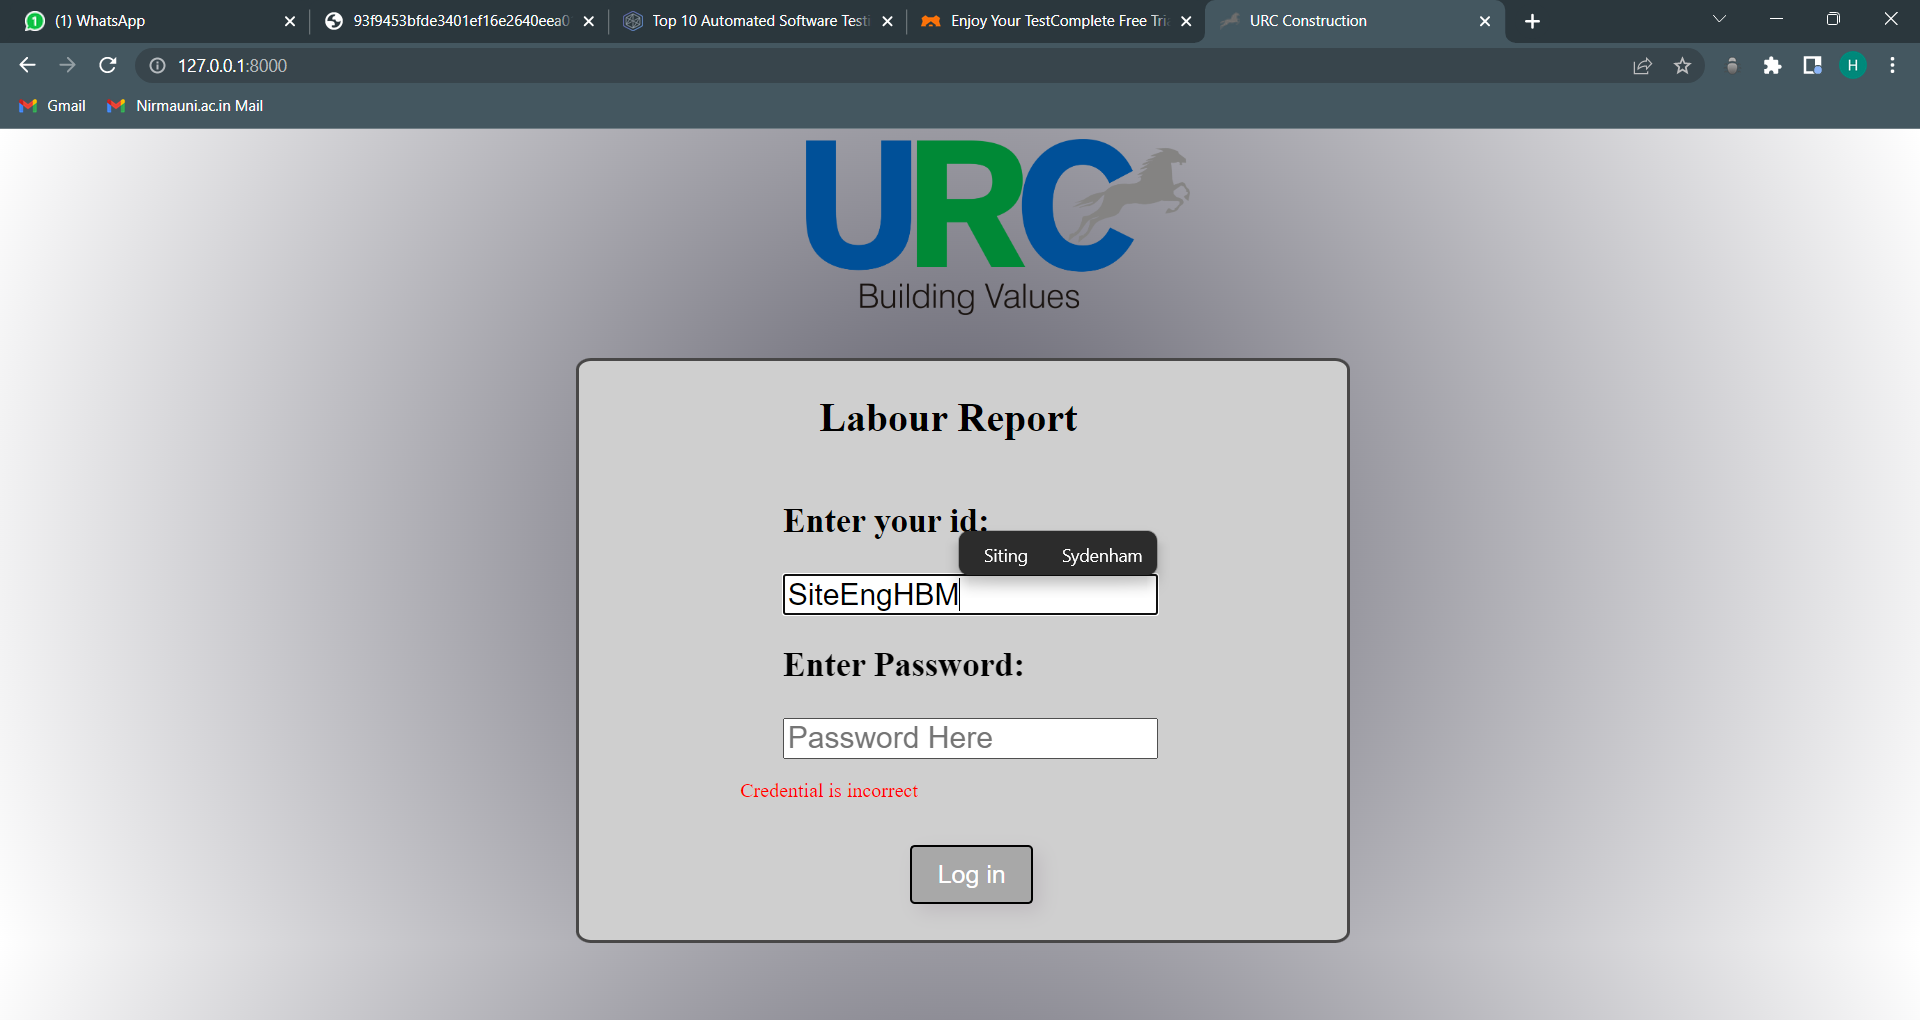 (1) WhatsApp
93f9453bfde3401ef16e2640eea0
Top 10 Automated Software Testi
Enjoy Your TestComplete Free Tria
URC Construction
127.0.0.1:8000
H
Gmail
Nirmauni.ac.in Mail
URC
Building Values
Labour Report
Enter your id:
Siting
Sydenham
SiteEngHBM
Enter Password:
Password Here
Credential is incorrect
Log in